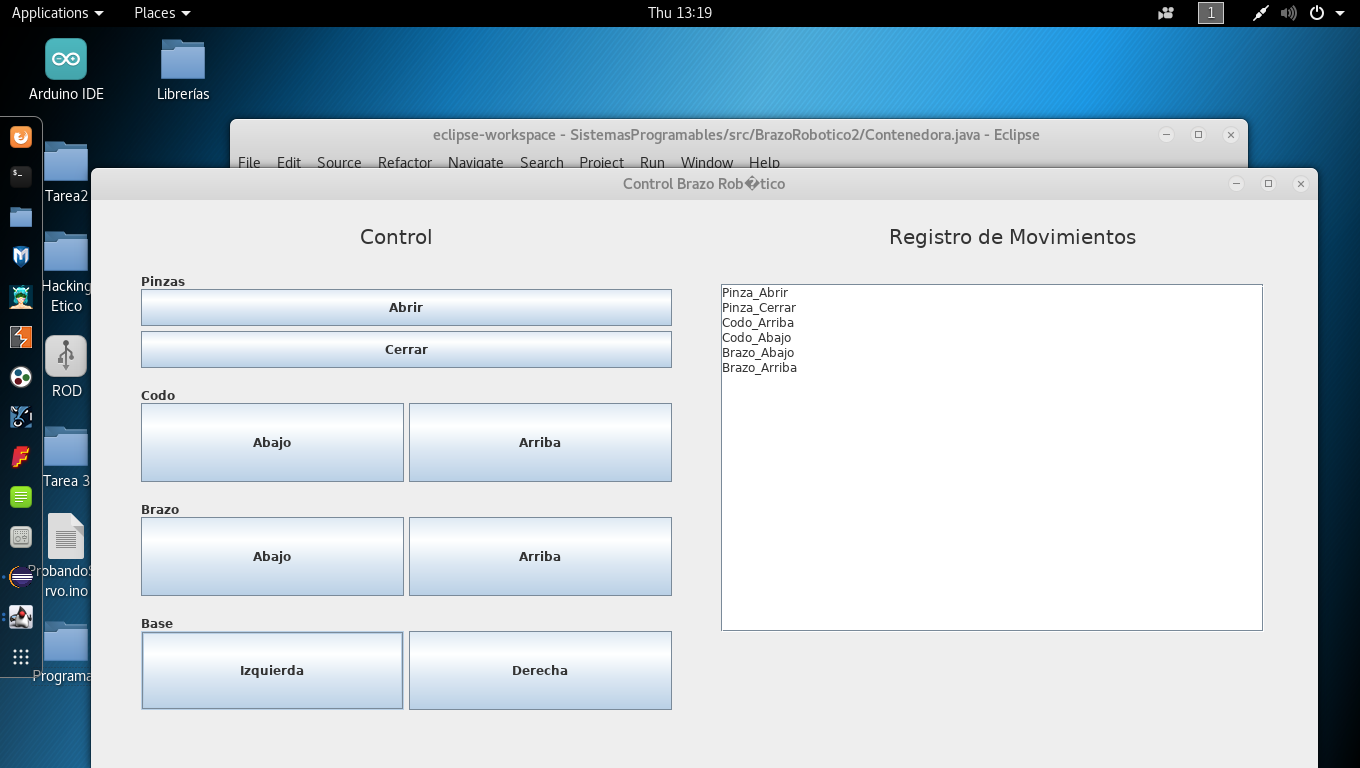 Applications Places Thu 13:19 1
Arduino IDE
Librerías
eclipse-workspace - SistemasProgramables/src/BrazoRobotico2/Contenedora.java - Eclipse
File Edit Source Refactor Navigate Search Project Run Window Help
Tarea2
Hacking
Etico
ROD
Tarea 3
rvo.ino
Control Brazo Rob�tico
Control
Pinzas
Abrir
Cerrar
Codo
Abajo Arriba
Brazo
Abajo Arriba
Base
Izquierda Derecha
Registro de Movimientos
Pinza_Abrir
Pinza_Cerrar
Codo_Arriba
Codo_Abajo
Brazo_Abajo
Brazo_Arriba